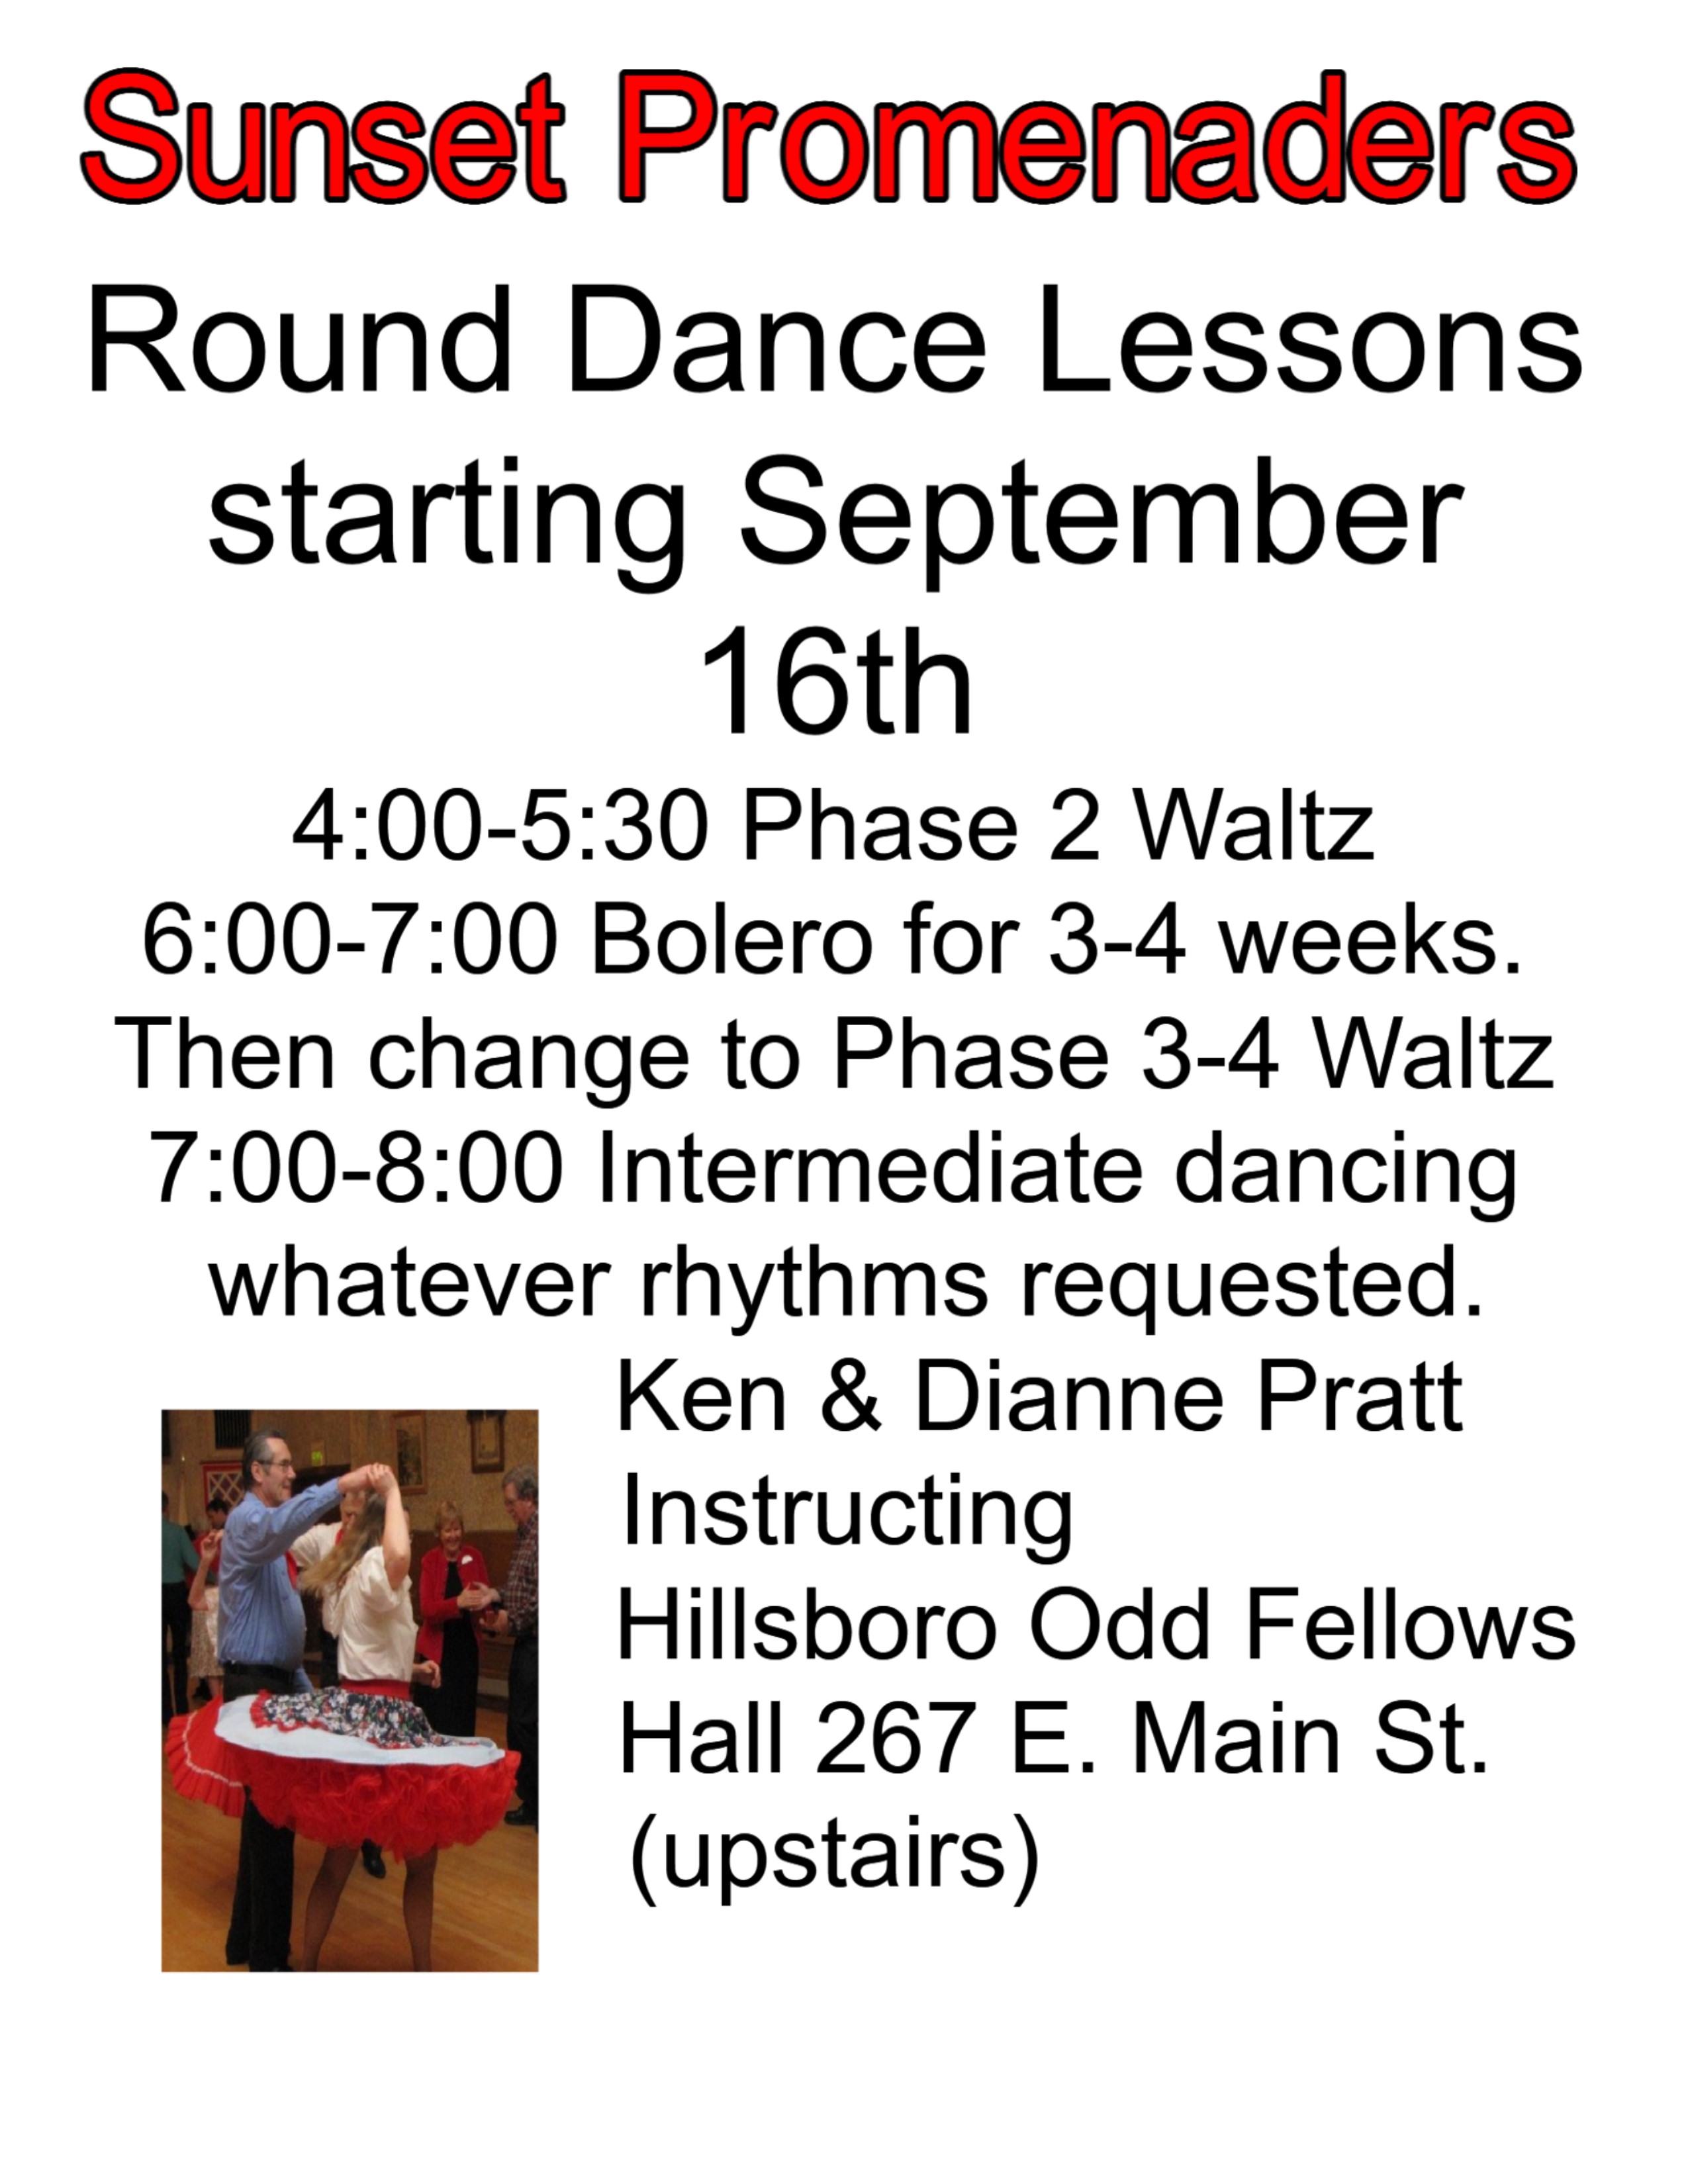 Sunset Promenaders
Round Dance Lessons
starting September
16th
4:00-5:30 Phase 2 Waltz
6:00-7:00 Bolero for 3-4 weeks.
Then change to Phase 3-4 Waltz
7:00-8:00 Intermediate dancing
whatever rhythms requested.
Ken & Dianne Pratt
Instructing
Hillsboro Odd Fellows
Hall 267 E. Main St.
(upstairs)